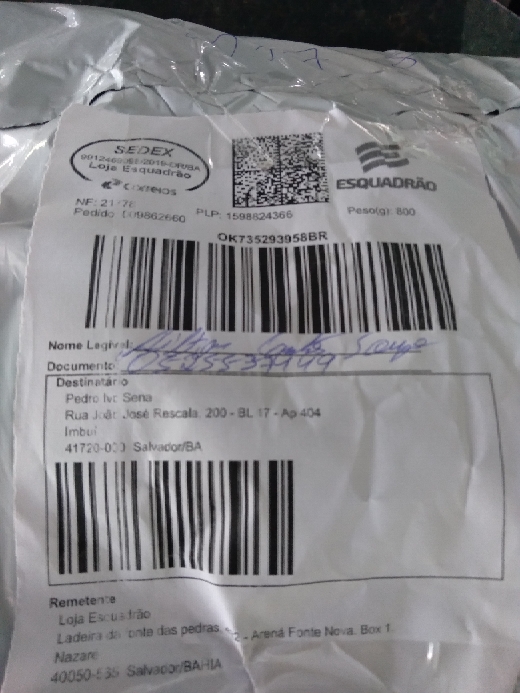 SEDEX
Loja Esquadrão
Correios
ESQUADRÃO
NF:
Pedido PLP: 1598624366 Peso(g): 800
OK735293958BR
Nome Legível:
Documento:
Destinatário
Pedro Ivo Sena
Rua João José Rescala, 200 - BL 17 - Ap 404
Imbuí
Salvador/BA
Remetente
Loja Esquadrão
Ladeira da fonte das pedras - Arena Fonte Nova. Box 1
Nazaré
Salvador/BAHIA